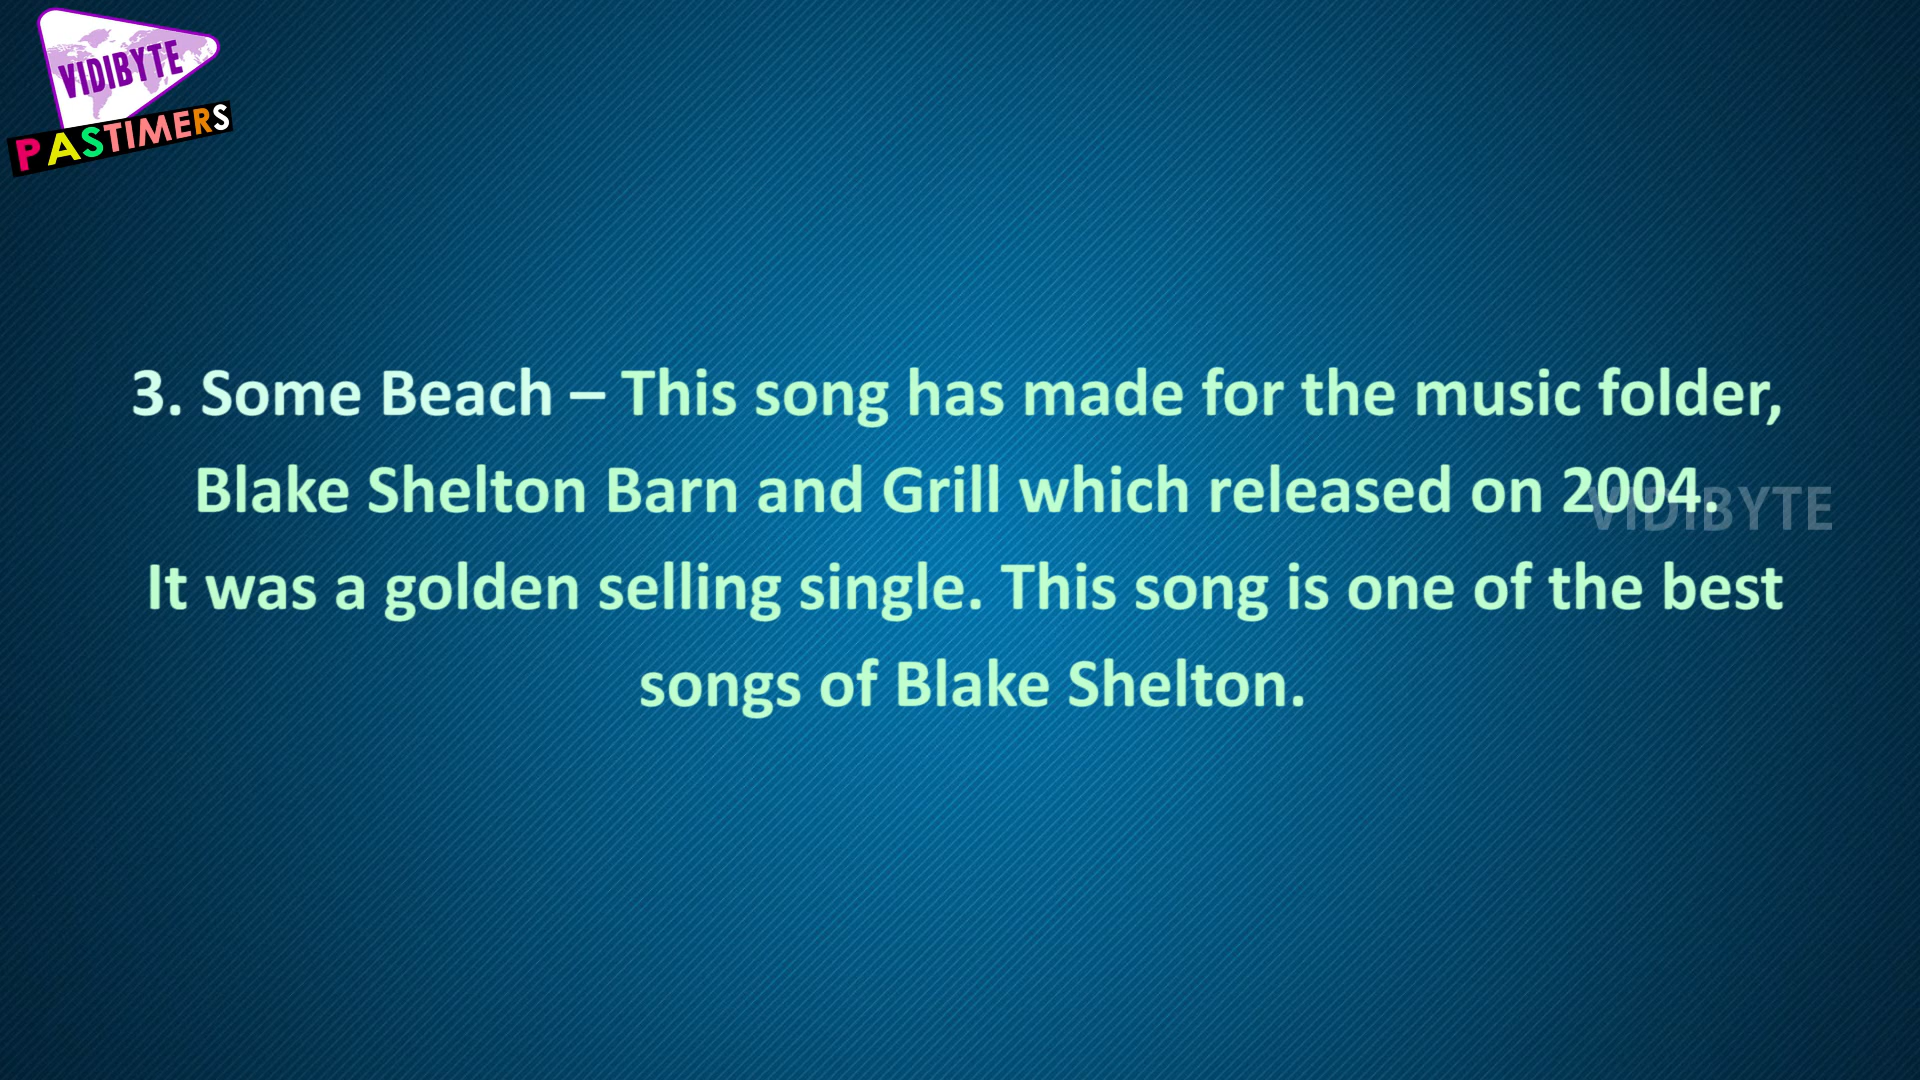 VIDIBYTE
PASTIMERS
3. Some Beach – This song has made for the music folder,
Blake Shelton Barn and Grill which released on 2004.
VIDIBYTE
It was a golden selling single. This song is one of the best
songs of Blake Shelton.